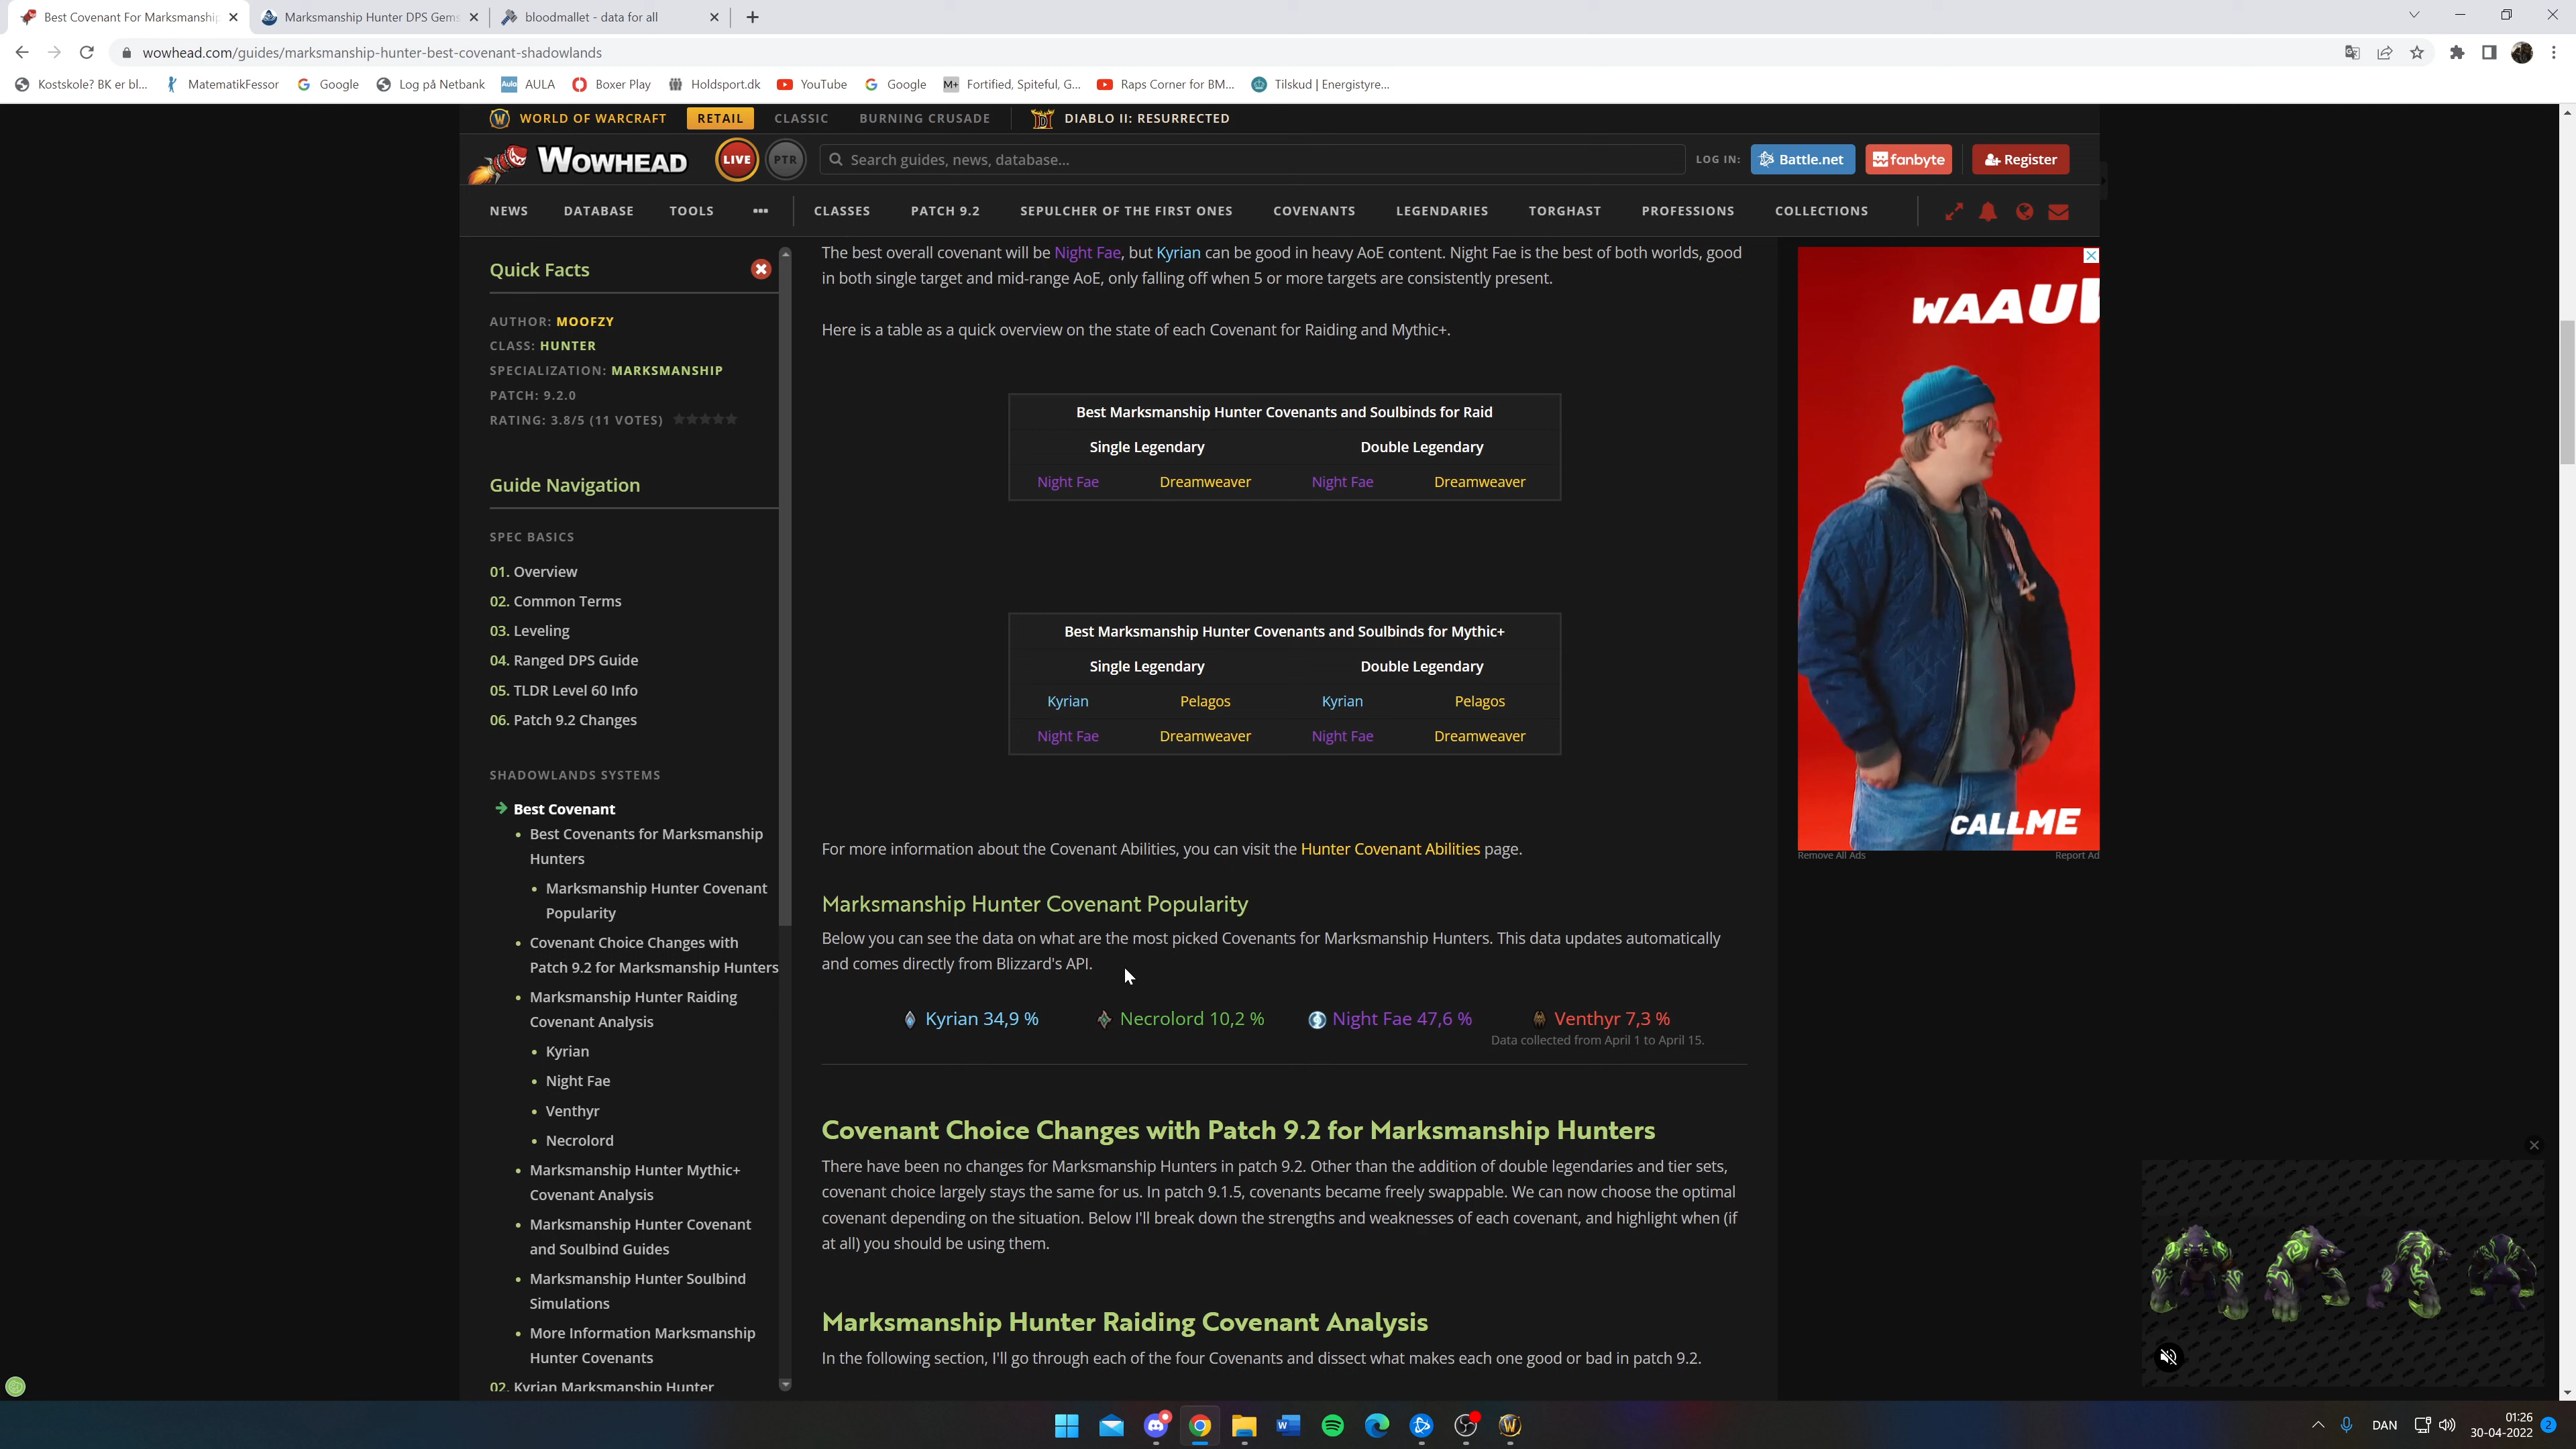 Best Covenant For Marksmanship
Marksmanship Hunter DPS Gems
bloodmallet - data for all
wowhead.com/guides/marksmanship-hunter-best-covenant-shadowlands
Kostskole? BK er bl...
MatematikFessor
Google
Log på Netbank
AULA
Boxer Play
Holdsport.dk
YouTube
Google
M+ Fortified, Spiteful, G...
Raps Corner for BM...
Tilskud | Energistyre...
WORLD OF WARCRAFT
RETAIL
CLASSIC
BURNING CRUSADE
DIABLO II: RESURRECTED
WOWHEAD
LIVE
PTR
Search guides, news, database...
LOG IN:
Battle.net
fanbyte
Register
NEWS
DATABASE
TOOLS
CLASSES
PATCH 9.2
SEPULCHER OF THE FIRST ONES
COVENANTS
LEGENDARIES
TORGHAST
PROFESSIONS
COLLECTIONS
Quick Facts
AUTHOR: MOOFZY
CLASS: HUNTER
SPECIALIZATION: MARKSMANSHIP
PATCH: 9.2.0
RATING: 3.8/5 (11 VOTES)
Guide Navigation
SPEC BASICS
01. Overview
02. Common Terms
03. Leveling
04. Ranged DPS Guide
05. TLDR Level 60 Info
06. Patch 9.2 Changes
SHADOWLANDS SYSTEMS
Best Covenant
Best Covenants for Marksmanship
Hunters
Marksmanship Hunter Covenant
Popularity
Covenant Choice Changes with
Patch 9.2 for Marksmanship Hunters
Marksmanship Hunter Raiding
Covenant Analysis
Kyrian
Night Fae
Venthyr
Necrolord
Marksmanship Hunter Mythic+
Covenant Analysis
Marksmanship Hunter Covenant
and Soulbind Guides
Marksmanship Hunter Soulbind
Simulations
More Information Marksmanship
Hunter Covenants
02. Kyrian Marksmanship Hunter
The best overall covenant will be Night Fae, but Kyrian can be good in heavy AoE content. Night Fae is the best of both worlds, good
in both single target and mid-range AoE, only falling off when 5 or more targets are consistently present.
Here is a table as a quick overview on the state of each Covenant for Raiding and Mythic+.
Best Marksmanship Hunter Covenants and Soulbinds for Raid
Single Legendary Double Legendary
Night Fae Dreamweaver Night Fae Dreamweaver
Best Marksmanship Hunter Covenants and Soulbinds for Mythic+
Single Legendary Double Legendary
Kyrian Pelagos Kyrian Pelagos
Night Fae Dreamweaver Night Fae Dreamweaver
For more information about the Covenant Abilities, you can visit the Hunter Covenant Abilities page.
Marksmanship Hunter Covenant Popularity
Below you can see the data on what are the most picked Covenants for Marksmanship Hunters. This data updates automatically
and comes directly from Blizzard's API.
Kyrian 34,9 % Necrolord 10,2 % Night Fae 47,6 % Venthyr 7,3 %
Data collected from April 1 to April 15.
Covenant Choice Changes with Patch 9.2 for Marksmanship Hunters
There have been no changes for Marksmanship Hunters in patch 9.2. Other than the addition of double legendaries and tier sets,
covenant choice largely stays the same for us. In patch 9.1.5, covenants became freely swappable. We can now choose the optimal
covenant depending on the situation. Below I'll break down the strengths and weaknesses of each covenant, and highlight when (if
at all) you should be using them.
Marksmanship Hunter Raiding Covenant Analysis
In the following section, I'll go through each of the four Covenants and dissect what makes each one good or bad in patch 9.2.
CALLME
Remove All Ads
Report Ad
DAN
01:26
30-04-2022
2